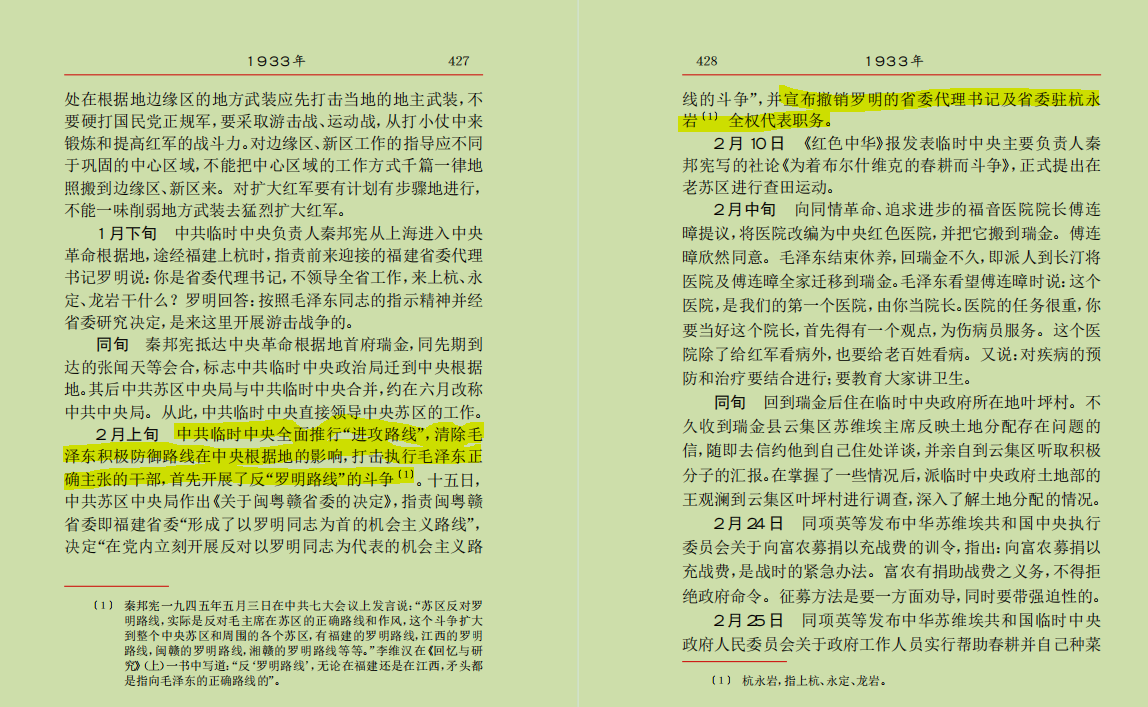 1933年 427
处在根据地边缘区的地方武装应先打击当地的地主武装，不
要硬打国民党正规军，要采取游击战、运动战，从打小仗中来
锻炼和提高红军的战斗力。对边缘区、新区工作的指导应不同
于巩固的中心区域，不能把中心区域的工作方式千篇一律地
照搬到边缘区、新区来。对扩大红军要有计划有步骤地进行，
不能一味削弱地方武装去猛烈扩大红军。
1月下旬 中共临时中央负责人秦邦宪从上海进入中央
革命根据地，途经福建上杭时，指责前来迎接的福建省委代理
书记罗明说：你是省委代理书记，不领导全省工作，来上杭、永
定、龙岩干什么？罗明回答：按照毛泽东同志的指示精神并经
省委研究决定，是来这里开展游击战争的。
同旬 秦邦宪抵达中央革命根据地首府瑞金，同先期到
达的张闻天等会合，标志中共临时中央政治局迁到中央根据
地。其后中共苏区中央局与中共临时中央合并，约在六月改称
中共中央局。从此，中共临时中央直接领导中央苏区的工作。
2月上旬 中共临时中央全面推行“进攻路线”，清除毛
泽东积极防御路线在中央根据地的影响，打击执行毛泽东正
确主张的干部，首先开展了反“罗明路线”的斗争〔1〕。十五日，
中共苏区中央局作出《关于闽粤赣省委的决定》，指责闽粤赣
省委即福建省委“形成了以罗明同志为首的机会主义路线”，
决定“在党内立刻开展反对以罗明同志为代表的机会主义路
〔1〕 秦邦宪一九四五年五月三日在中共七大会议上发言说：“苏区反对罗
明路线，实际是反对毛主席在苏区的正确路线和作风，这个斗争扩大
到整个中央苏区和周围的各个苏区，有福建的罗明路线，江西的罗明
路线，闽赣的罗明路线，湘赣的罗明路线等等。”李维汉在《回忆与研
究》（上）一书中写道：“反‘罗明路线’，无论在福建还是在江西，矛头都
是指向毛泽东的正确路线的”。
428 1933年
线的斗争”，并宣布撤销罗明的省委代理书记及省委驻杭永
岩〔1〕全权代表职务。
2月10日 《红色中华》报发表临时中央主要负责人秦
邦宪写的社论《为着布尔什维克的春耕而斗争》，正式提出在
老苏区进行查田运动。
2月中旬 向同情革命、追求进步的福音医院院长傅连
暲提议，将医院改编为中央红色医院，并把它搬到瑞金。傅连
暲欣然同意。毛泽东结束休养，回瑞金不久，即派人到长汀将
医院及傅连暲全家迁移到瑞金。毛泽东看望傅连暲时说：这个
医院，是我们的第一个医院，由你当院长。医院的任务很重，你
要当好这个院长，首先得有一个观点，为伤病员服务。这个医
院除了给红军看病外，也要给老百姓看病。又说：对疾病的预
防和治疗要结合进行；要教育大家讲卫生。
同旬 回到瑞金后住在临时中央政府所在地叶坪村。不
久收到瑞金县云集区苏维埃主席反映土地分配存在问题的
信，随即去信约他到自己住处详谈，并亲自到云集区听取积极
分子的汇报。在掌握了一些情况后，派临时中央政府土地部的
王观澜到云集区叶坪村进行调查，深入了解土地分配的情况。
2月24日 同项英等发布中华苏维埃共和国中央执行
委员会关于向富农募捐以充战费的训令，指出：向富农募捐以
充战费，是战时的紧急办法。富农有捐助战费之义务，不得拒
绝政府命令。征募方法是要一方面劝导，同时要带强迫性的。
2月25日 同项英等发布中华苏维埃共和国临时中央
政府人民委员会关于政府工作人员实行帮助春耕并自己种菜
〔1〕 杭永岩，指上杭、永定、龙岩。